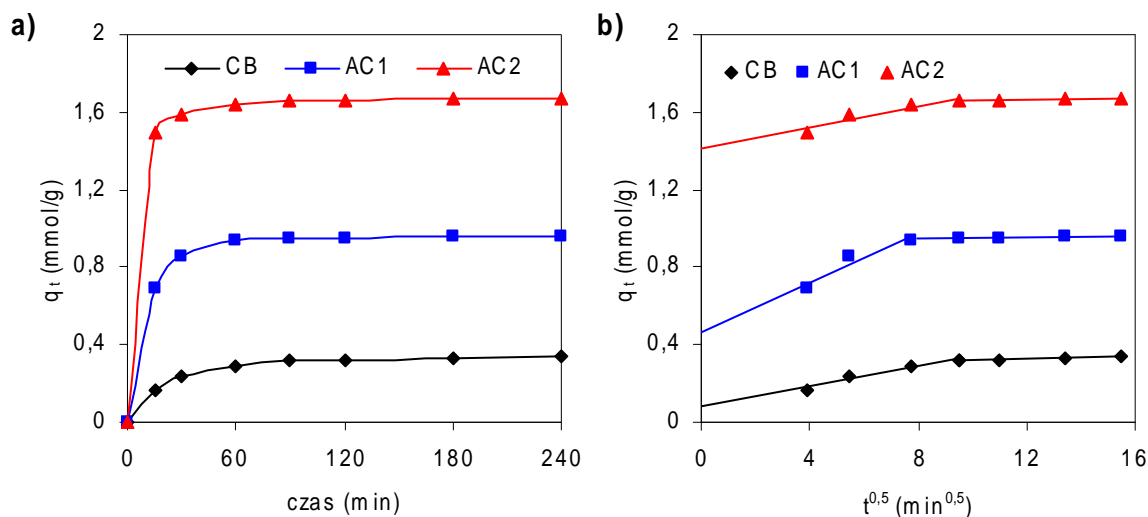 a)
2
1,6
1,2
0,8
0,4
0
q t (mmol/g)
CB AC1 AC2
0 60 120 180 240
czas (min)
b)
2
1,6
1,2
0,8
0,4
0
q t (mmol/g)
CB AC1 AC2
0 4 8 12 16
t0,5 (min0,5)